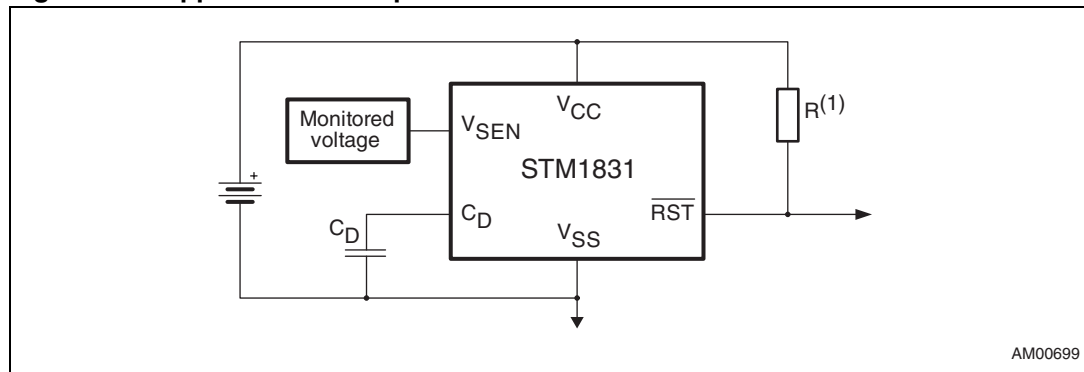 Monitored
voltage
VSEN
VCC
STM1831
CD
CD
VSS
RST
R(1)
+
AM00699